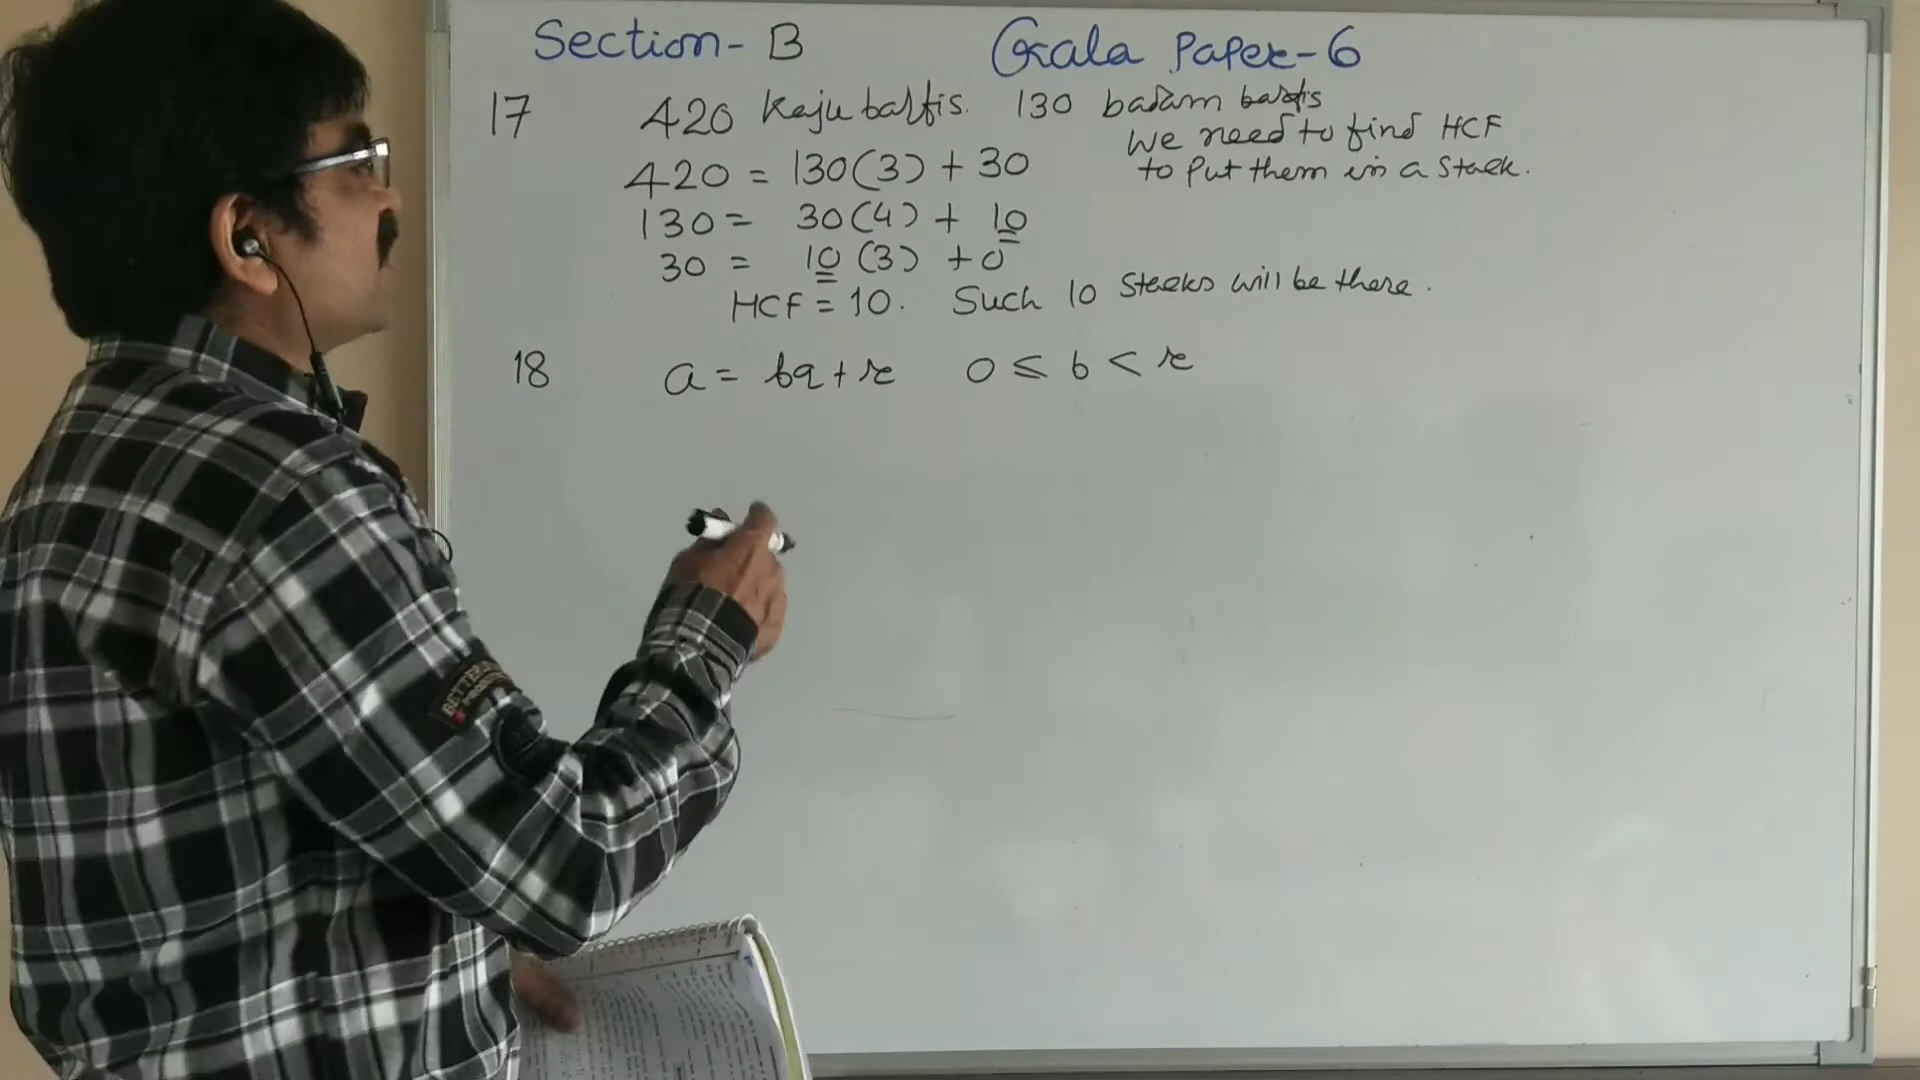 Section - B
Gala Paper - 6
17 420 Kaju barfis. 130 badam barfis
We need to find HCF
to Put them in a Stack.
420 = 130(3) + 30
130 = 30(4) + 10
30 = 10(3) + 0
HCF = 10. Such 10 Stacks will be there.
18 a = bq + r 0 ≤ b < r
BETTER